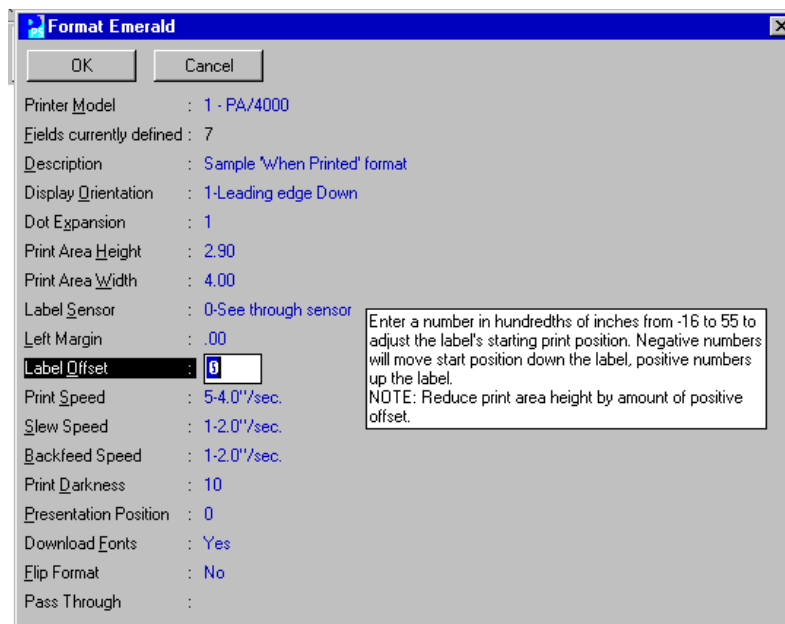 Format Emerald
OK Cancel
Printer Model : 1 - PA/4000
Fields currently defined : 7
Description : Sample 'When Printed' format
Display Orientation : 1-Leading edge Down
Dot Expansion : 1
Print Area Height : 2.90
Print Area Width : 4.00
Label Sensor : 0-See through sensor
Left Margin : .00
Label Offset :
Enter a number in hundredths of inches from -16 to 55 to
adjust the label's starting print position. Negative numbers
will move start position down the label, positive numbers
up the label.
NOTE: Reduce print area height by amount of positive
offset.
Print Speed : 5-4.0"/sec.
Slew Speed : 1-2.0"/sec.
Backfeed Speed : 1-2.0"/sec.
Print Darkness : 10
Presentation Position : 0
Download Fonts : Yes
Flip Format : No
Pass Through :